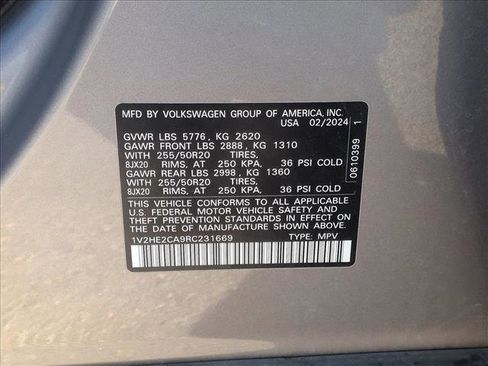 MFD BY VOLKSWAGEN GROUP OF AMERICA, INC.
USA 02/2024
GVWR LBS 5776, KG 2620
GAWR FRONT LBS 2888, KG 1310
WITH 255/50R20 TIRES,
8JX20 RIMS, AT 250 KPA, 36 PSI COLD
GAWR REAR LBS 2998, KG 1360
WITH 255/50R20 TIRES,
8JX20 RIMS, AT 250 KPA, 36 PSI COLD
THIS VEHICLE CONFORMS TO ALL APPLICABLE
U.S. FEDERAL MOTOR VEHICLE SAFETY AND THEFT
PREVENTION STANDARDS IN EFFECT ON
THE DATE OF MANUFACTURE SHOWN ABOVE.
1V2HE2CA9RC231669 TYPE: MPV
0610399 1